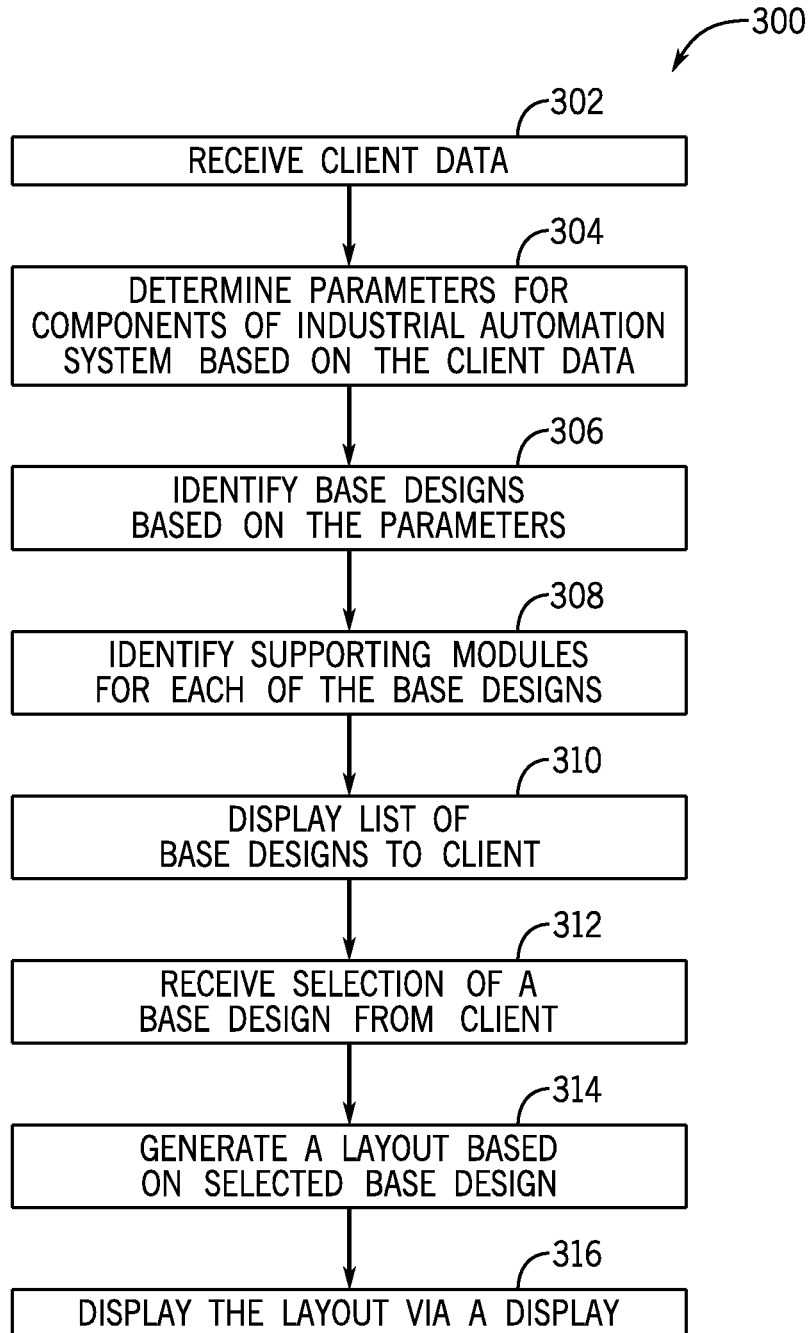 300
302
RECEIVE CLIENT DATA
304
DETERMINE PARAMETERS FOR
COMPONENTS OF INDUSTRIAL AUTOMATION
SYSTEM BASED ON THE CLIENT DATA
306
IDENTIFY BASE DESIGNS
BASED ON THE PARAMETERS
308
IDENTIFY SUPPORTING MODULES
FOR EACH OF THE BASE DESIGNS
310
DISPLAY LIST OF
BASE DESIGNS TO CLIENT
312
RECEIVE SELECTION OF A
BASE DESIGN FROM CLIENT
314
GENERATE A LAYOUT BASED
ON SELECTED BASE DESIGN
316
DISPLAY THE LAYOUT VIA A DISPLAY